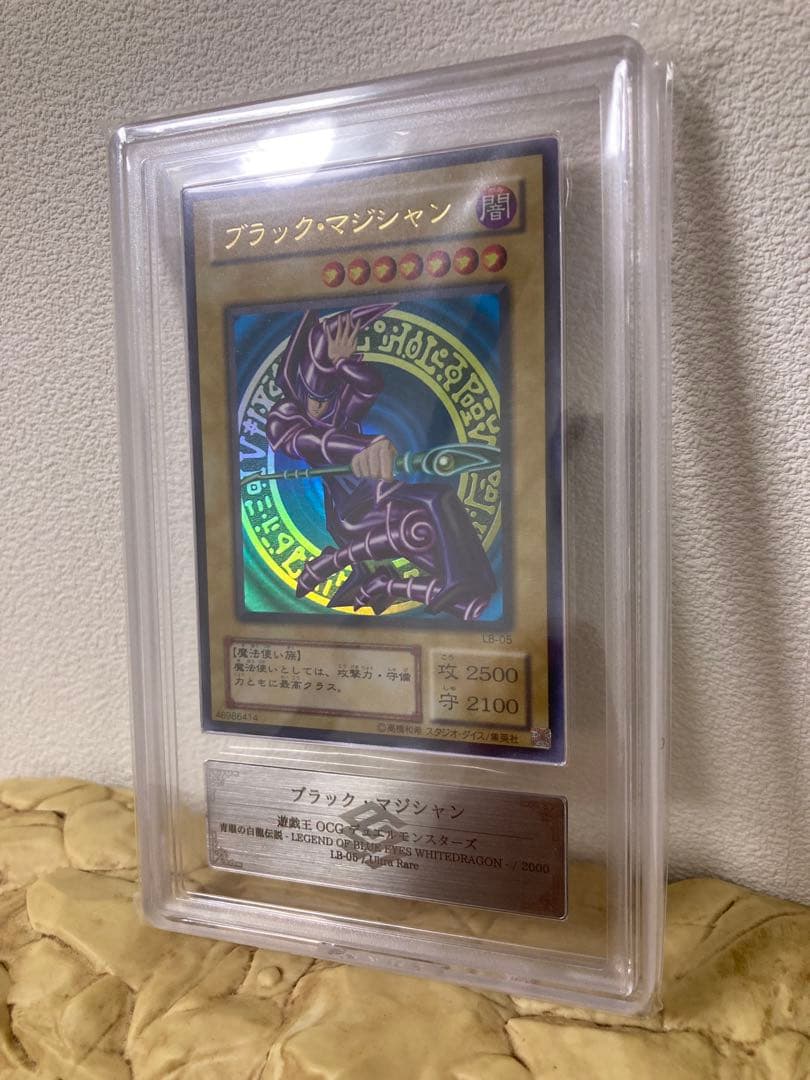 ブラック・マジシャン
闇
LB-05
【魔法使い族】
魔法使いとしては、攻撃力・守備
力ともに最高クラス。
攻 2500
守 2100
46986414
©高橋和希 スタジオ・ダイス/集英社
ブラック・マジシャン
遊戯王 OCG デュエルモンスターズ
青眼の白龍伝説 - LEGEND OF BLUE EYES WHITEDRAGON - / 2000
LB-05 / Ultra Rare